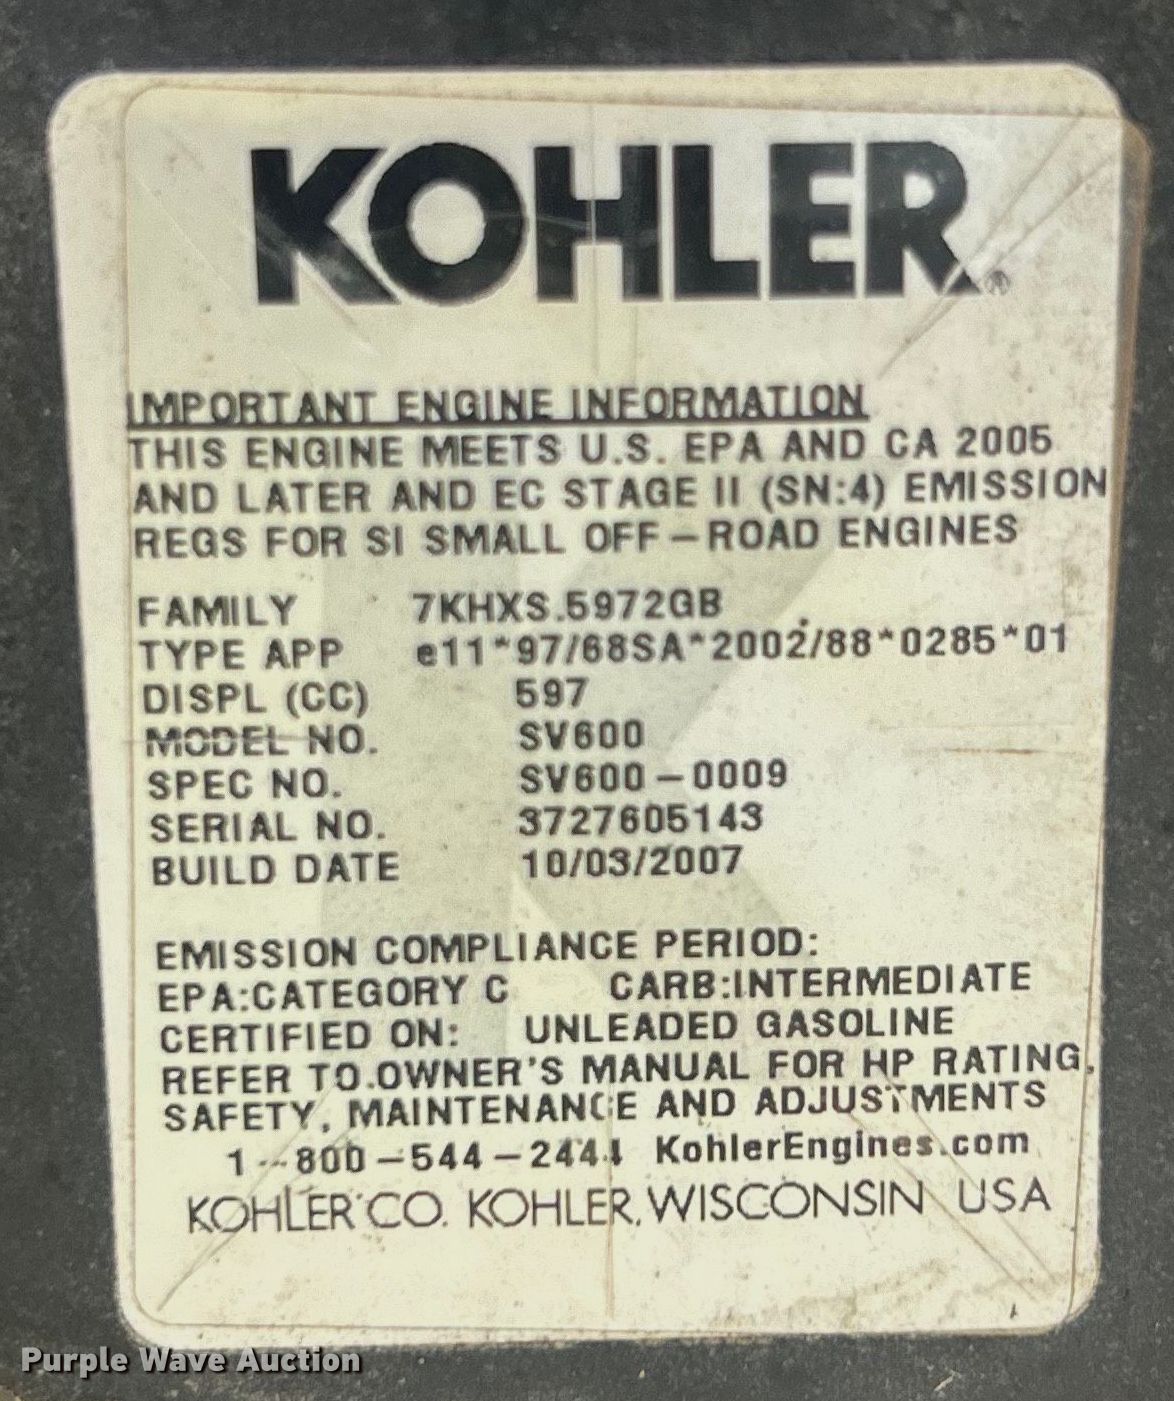 KOHLER®
IMPORTANT ENGINE INFORMATION
THIS ENGINE MEETS U.S. EPA AND CA 2005
AND LATER AND EC STAGE II (SN:4) EMISSION
REGS FOR SI SMALL OFF-ROAD ENGINES
FAMILY 7KHXS.5972GB
TYPE APP e11*97/68SA*2002/88*0285*01
DISPL (CC) 597
MODEL NO. SV600
SPEC NO. SV600-0009
SERIAL NO. 3727605143
BUILD DATE 10/03/2007
EMISSION COMPLIANCE PERIOD:
EPA:CATEGORY C CARB:INTERMEDIATE
CERTIFIED ON: UNLEADED GASOLINE
REFER TO OWNER'S MANUAL FOR HP RATING,
SAFETY, MAINTENANCE AND ADJUSTMENTS
1-800-544-2444 KohlerEngines.com
KOHLER CO. KOHLER, WISCONSIN USA
Purple Wave Auction